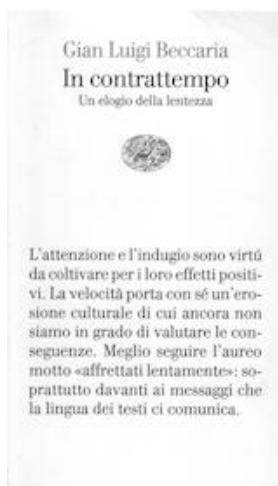 Gian Luigi Beccaria
In contrattempo
Un elogio della lentezza
L'attenzione e l'indugio sono virtú
da coltivare per i loro effetti positi-
vi. La velocità porta con sé un'ero-
sione culturale di cui ancora non
siamo in grado di valutare le con-
seguenze. Meglio seguire l'aureo
motto «affrettati lentamente»: so-
prattutto davanti ai messaggi che
la lingua dei testi ci comunica.